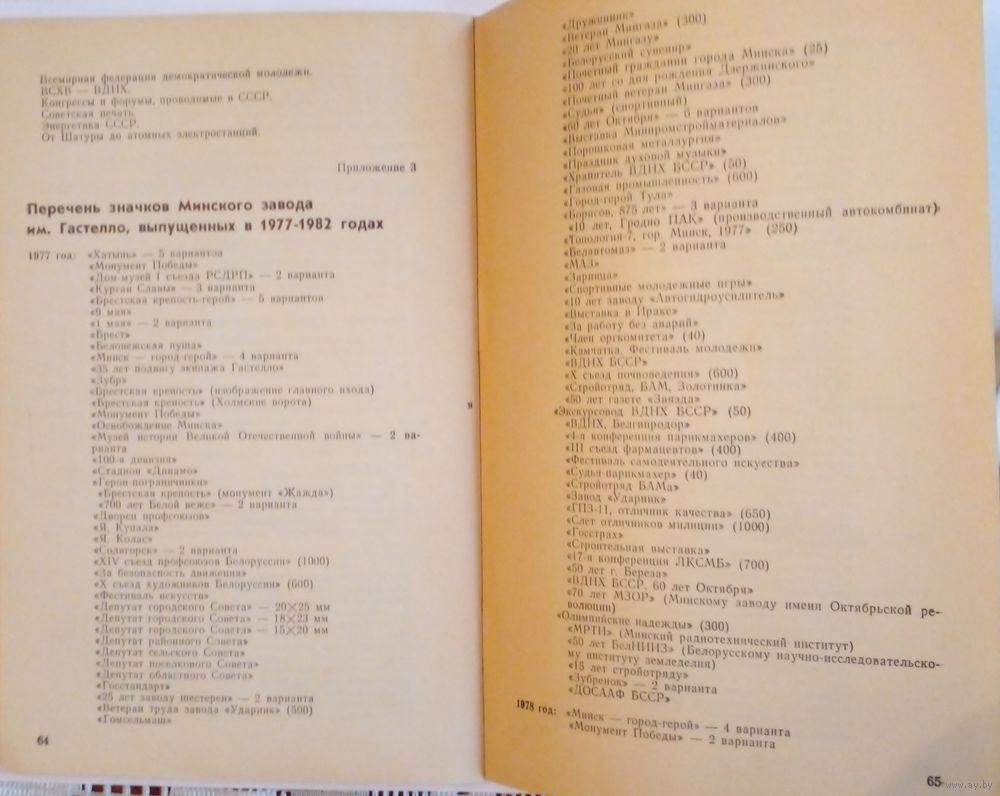 Всемирная федерация демократической молодежи.
ВСХВ — ВДНХ.
Конгрессы и форумы, проводимые в СССР.
Советская печать.
Энергетика СССР.
От Шатуры до атомных электростанций.
Приложение 3
Перечень значков Минского завода
им. Гастелло, выпущенных в 1977-1982 годах
1977 год: «Хатынь» — 5 вариантов
«Монумент Победы»
«Дом-музей I съезда РСДРП» — 2 варианта
«Курган Славы» — 3 варианта
«Брестская крепость-герой» — 5 вариантов
«9 мая»
«1 мая» — 2 варианта
«Брест»
«Беловежская пуща»
«Минск — город-герой» — 4 варианта
«35 лет подвигу экипажа Гастелло»
«Зубр»
«Брестская крепость» (изображение главного входа)
«Брестская крепость» (Холмские ворота)
«Монумент Победы»
«Освобождение Минска»
«Музей истории Великой Отечественной войны» — 2 ва-
рианта
«100-я дивизия»
«Стадион «Динамо»
«Герои-пограничники»
«Брестская крепость» (монумент «Жажда»)
«700 лет Белой веже» — 2 варианта
«Дворец профсоюзов»
«Я. Купала»
«Я. Колас»
«Солигорск» — 2 варианта
«XIV съезд профсоюзов Белоруссии» (1000)
«За безопасность движения»
«X съезд художников Белоруссии» (600)
«Фестиваль искусств»
«Депутат городского Совета» — 20×25 мм
«Депутат городского Совета» — 18×23 мм
«Депутат городского Совета» — 15×20 мм
«Депутат районного Совета»
«Депутат сельского Совета»
«Депутат поселкового Совета»
«Депутат областного Совета»
«Госстандарт»
«25 лет заводу шестерен» — 2 варианта
«Ветеран труда завода «Ударник» (500)
«Гомсельмаш»
64
«Дружинник»
«Ветеран Мингаза» (300)
«20 лет Мингазу»
«Белорусский сувенир»
«Почетный гражданин города Минска» (25)
«100 лет со дня рождения Дзержинского»
«Почетный ветеран Мингаза» (300)
«Судья» (спортивный)
«60 лет Октября» — 6 вариантов
«Выставка Минпромстройматериалов»
«Порошковая металлургия»
«Праздник духовой музыки»
«Хранитель ВДНХ БССР» (50)
«Газовая промышленность» (600)
«Город-герой Тула»
«Борисов, 875 лет» — 3 варианта
«10 лет, Гродно ПАК» (производственный автокомбинат)
«Топология-7, гор. Минск, 1977» (250)
«Белавтомаз» — 2 варианта
«МАЗ»
«Зарница»
«Спортивные молодежные игры»
«10 лет заводу «Автогидроусилитель»
«Выставка в Ираке»
«За работу без аварий»
«Член оргкомитета» (40)
«Камчатка. Фестиваль молодежи»
«ВДНХ БССР»
«X съезд почвоведения» (600)
«Стройотряд, БАМ, Золотинка»
«50 лет газете «Звязда»
«Экскурсовод ВДНХ БССР» (50)
«ВДНХ, Белгипродор»
«4-я конференция парикмахеров» (400)
«III съезд фармацевтов» (400)
«Фестиваль самодеятельного искусства»
«Судья-парикмахер» (40)
«Стройотряд БАМа»
«Завод «Ударник»
«ГПЗ-11, отличник качества» (650)
«Слет отличников милиции» (1000)
«Госстрах»
«Строительная выставка»
«17-я конференция ЛКСМБ» (700)
«50 лет г. Береза»
«ВДНХ БССР, 60 лет Октября»
«70 лет МЗОР» (Минскому заводу имени Октябрьской ре-
волюции)
«Олимпийские надежды» (300)
«МРТИ» (Минский радиотехнический институт)
«50 лет БелНИИЗ» (Белорусскому научно-исследовательско-
му институту земледелия)
«15 лет стройотряду»
«Зубренок» — 2 варианта
«ДОСААФ БССР»
1978 год: «Минск — город-герой» — 4 варианта
«Монумент Победы» — 2 варианта
65
www.ay.by